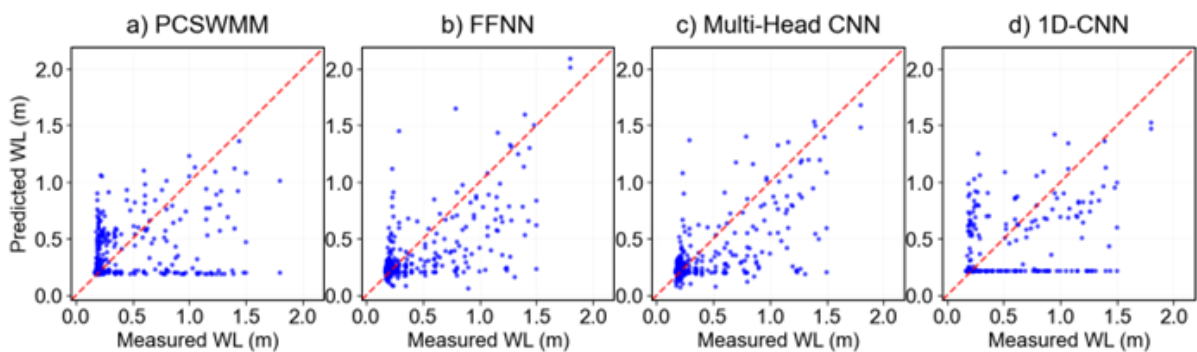 a) PCSWMM b) FFNN c) Multi-Head CNN d) 1D-CNN
Predicted WL (m)
2.0 2.0 2.0 2.0
1.5 1.5 1.5 1.5
1.0 1.0 1.0 1.0
0.5 0.5 0.5 0.5
0.0 0.0 0.0 0.0
0.0 0.5 1.0 1.5 2.0 0.0 0.5 1.0 1.5 2.0 0.0 0.5 1.0 1.5 2.0 0.0 0.5 1.0 1.5 2.0
Measured WL (m) Measured WL (m) Measured WL (m) Measured WL (m)